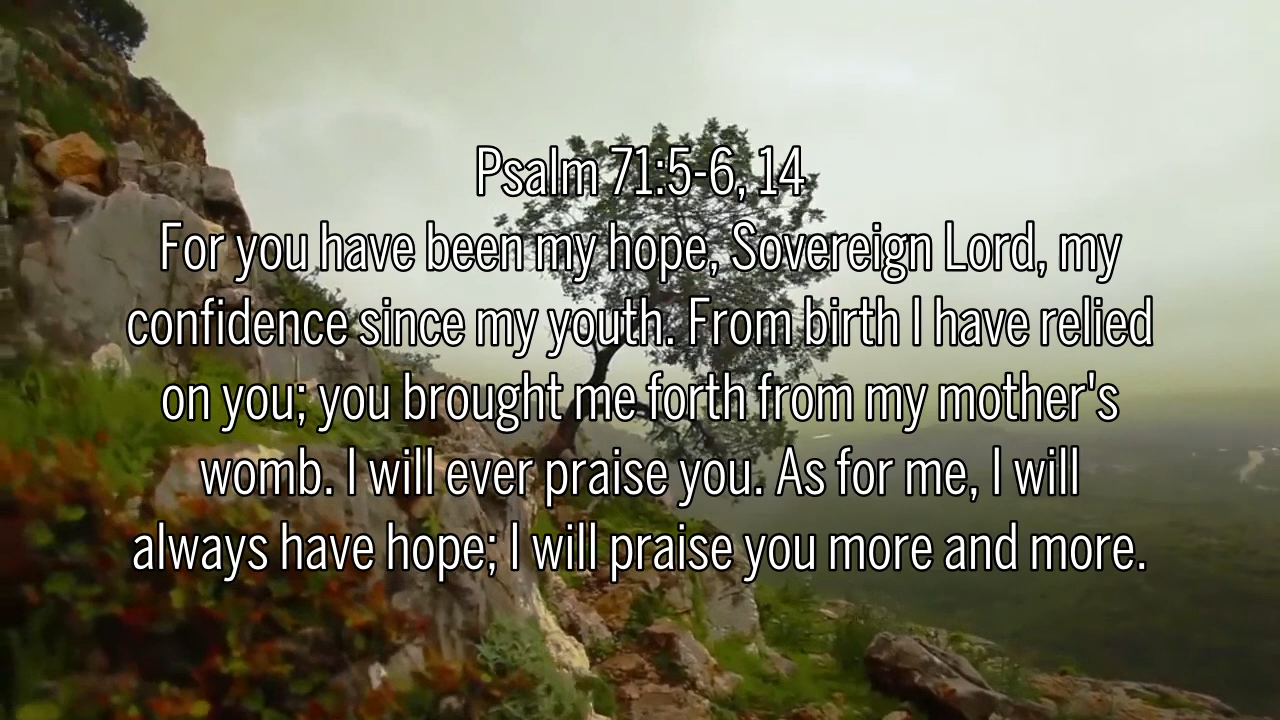 Psalm 71:5-6, 14
For you have been my hope, Sovereign Lord, my
confidence since my youth. From birth I have relied
on you; you brought me forth from my mother's
womb. I will ever praise you. As for me, I will
always have hope; I will praise you more and more.